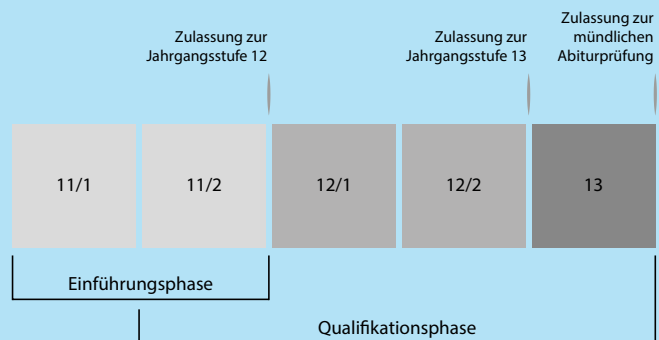 Zulassung zur
Jahrgangsstufe 12
Zulassung zur
Jahrgangsstufe 13
Zulassung zur
mündlichen
Abiturprüfung
11/1
11/2
12/1
12/2
13
Einführungsphase
Qualifikationsphase